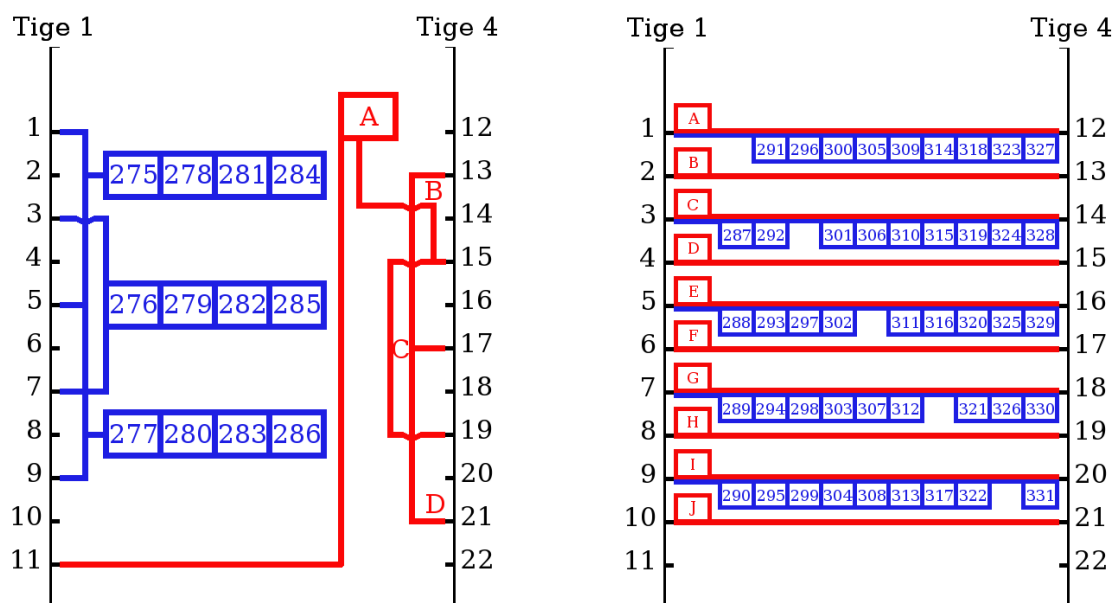 Tige 1 Tige 4
A
1 12
2 275 278 281 284 B 13
3 14
4 15
5 276 279 282 285 16
6 C 17
7 18
8 277 280 283 286 19
9 20
10 D 21
11 22
Tige 1 Tige 4
A
1 12
291 296 300 305 309 314 318 323 327
B
2 13
C
3 14
287 292 301 306 310 315 319 324 328
D
4 15
E
5 16
288 293 297 302 311 316 320 325 329
F
6 17
G
7 18
289 294 298 303 307 312 321 326 330
H
8 19
I
9 20
290 295 299 304 308 313 317 322 331
J
10 21
11 22